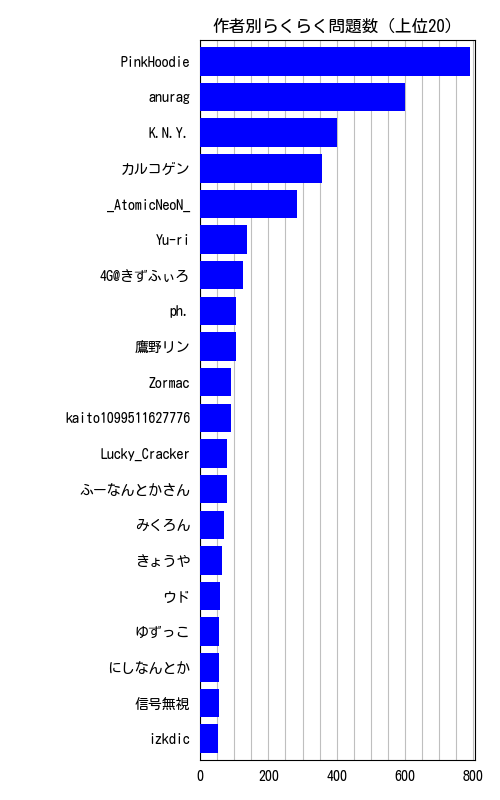 作者別らくらく問題数 (上位20)
PinkHoodie
anurag
K.N.Y.
カルコゲン
_AtomicNeoN_
Yu-ri
4G@きずふぃろ
ph.
鷹野リン
Zormac
kaito1099511627776
Lucky_Cracker
ふーなんとかさん
みくろん
きょうや
ウド
ゆずっこ
にしなんとか
信号無視
izkdic
0 200 400 600 800